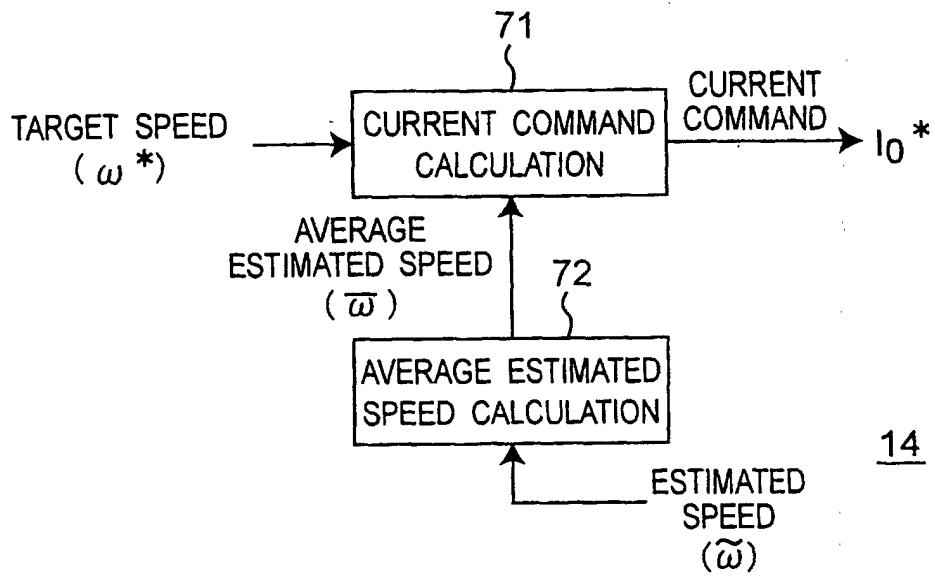 71
TARGET SPEED
( ω * )
CURRENT COMMAND
CALCULATION
CURRENT
COMMAND
I₀*
AVERAGE
ESTIMATED SPEED
( ω̅ )
72
AVERAGE ESTIMATED
SPEED CALCULATION
14
ESTIMATED
SPEED
(ω̃)